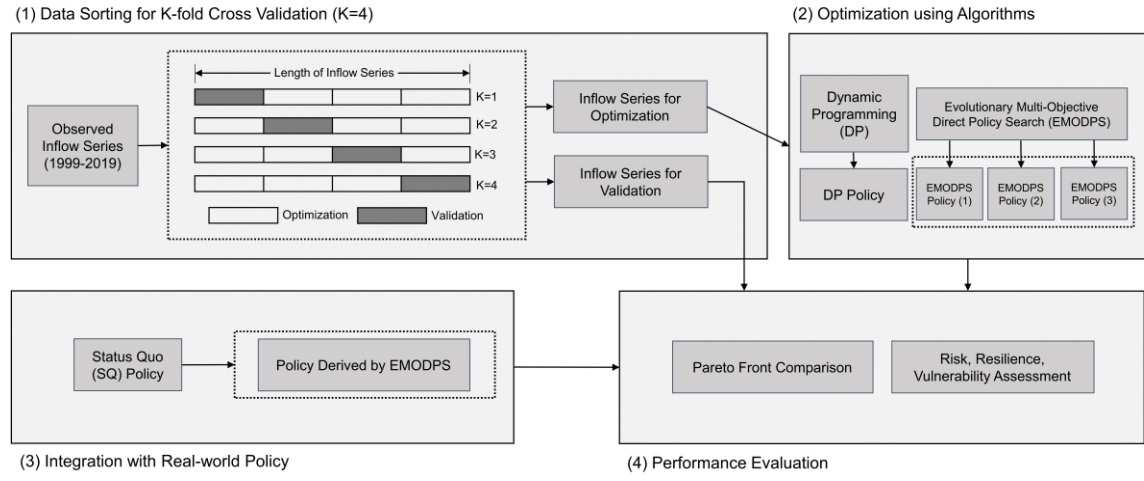 (1) Data Sorting for K-fold Cross Validation (K=4)
Observed
Inflow Series
(1999-2019)
Length of Inflow Series
K=1
K=2
K=3
K=4
Optimization
Validation
Inflow Series for
Optimization
Inflow Series for
Validation
(2) Optimization using Algorithms
Dynamic
Programming
(DP)
DP Policy
Evolutionary Multi-Objective
Direct Policy Search (EMODPS)
EMODPS
Policy (1)
EMODPS
Policy (2)
EMODPS
Policy (3)
Status Quo
(SQ) Policy
Policy Derived by EMODPS
(3) Integration with Real-world Policy
Pareto Front Comparison
Risk, Resilience,
Vulnerability Assessment
(4) Performance Evaluation